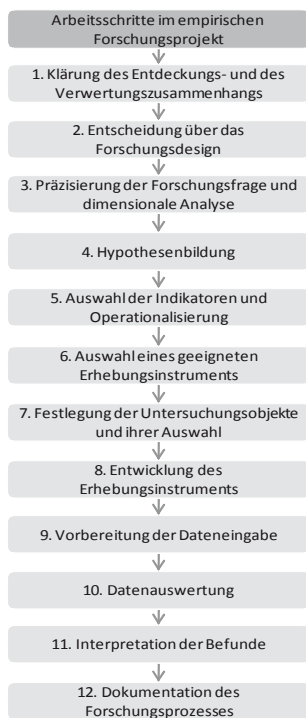 Arbeitsschritte im empirischen
Forschungsprojekt
1. Klärung des Entdeckungs- und des
Verwertungszusammenhangs
2. Entscheidung über das
Forschungsdesign
3. Präzisierung der Forschungsfrage und
dimensionale Analyse
4. Hypothesenbildung
5. Auswahl der Indikatoren und
Operationalisierung
6. Auswahl eines geeigneten
Erhebungsinstruments
7. Festlegung der Untersuchungsobjekte
und ihrer Auswahl
8. Entwicklung des
Erhebungsinstruments
9. Vorbereitung der Dateneingabe
10. Datenauswertung
11. Interpretation der Befunde
12. Dokumentation des
Forschungsprozesses